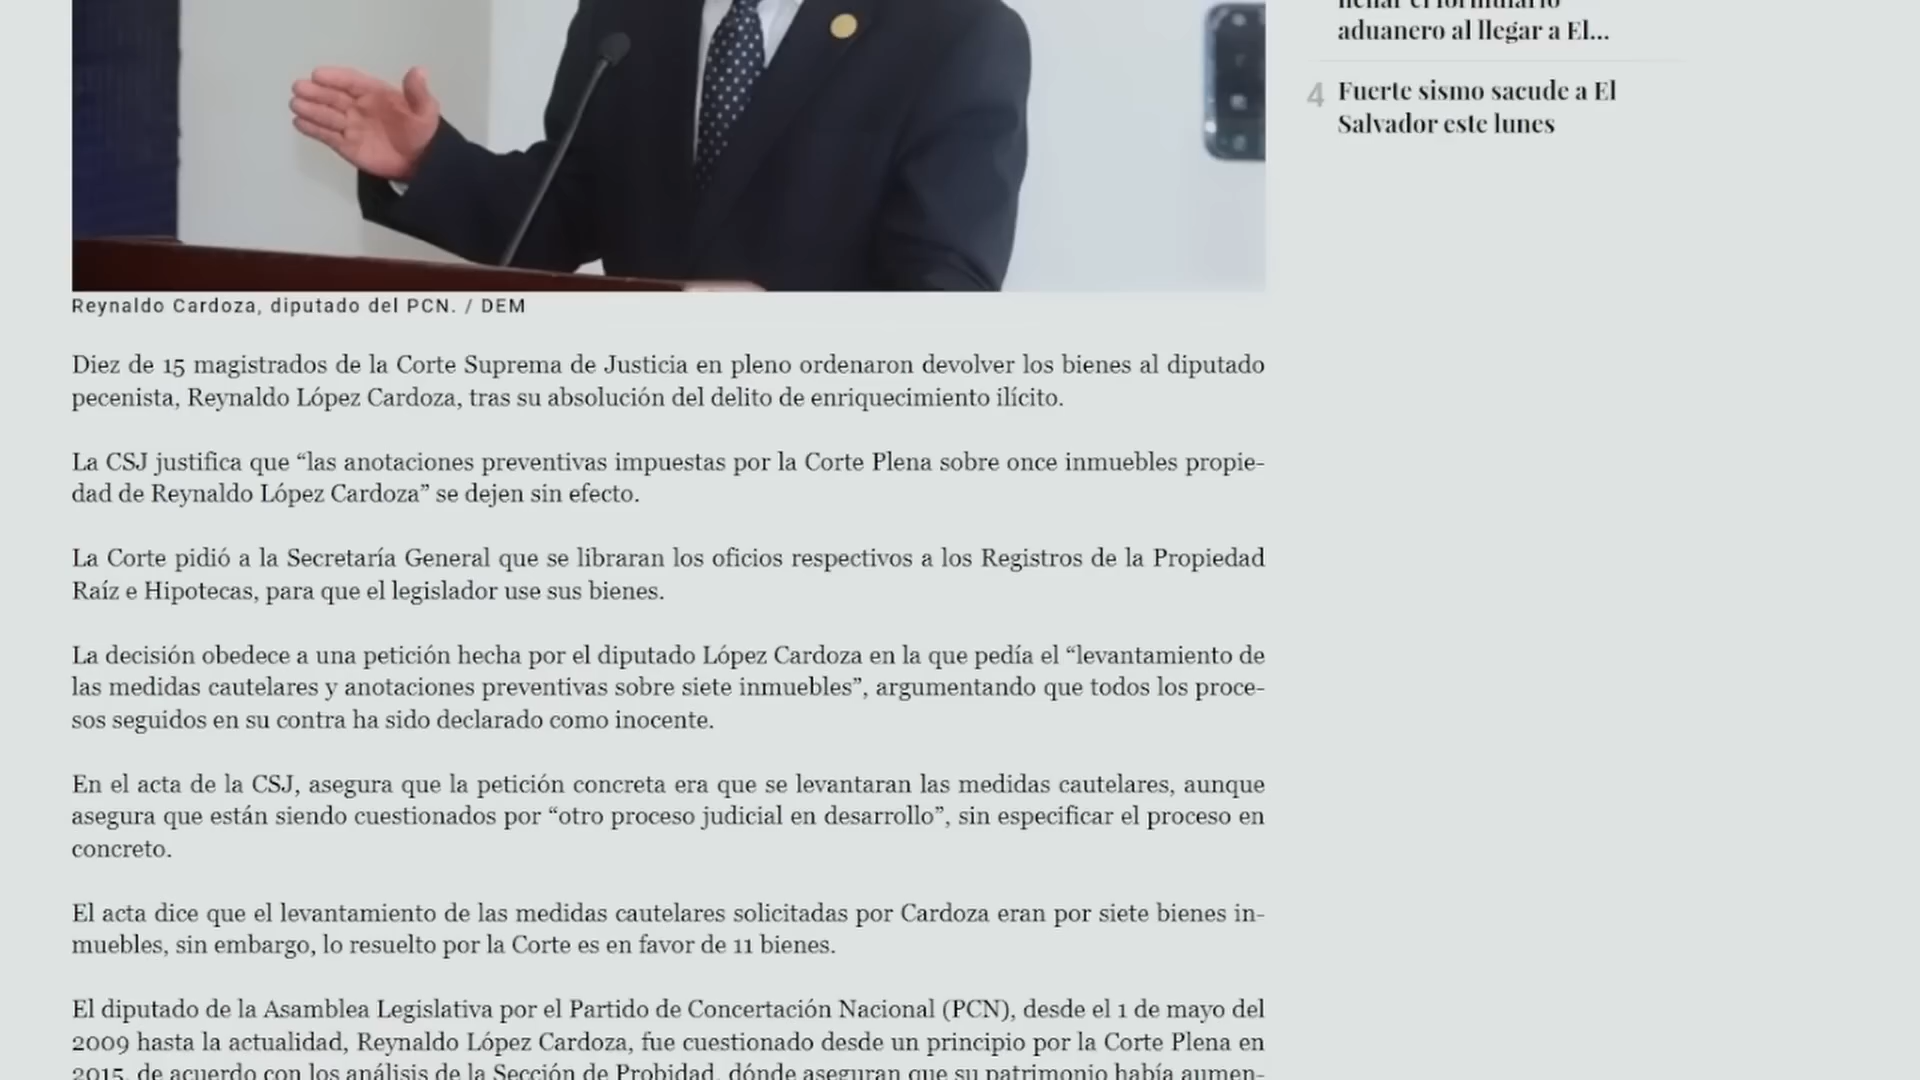 Reynaldo Cardoza, diputado del PCN. / DEM
Diez de 15 magistrados de la Corte Suprema de Justicia en pleno ordenaron devolver los bienes al diputado
pecenista, Reynaldo López Cardoza, tras su absolución del delito de enriquecimiento ilícito.
La CSJ justifica que “las anotaciones preventivas impuestas por la Corte Plena sobre once inmuebles propie-
dad de Reynaldo López Cardoza” se dejen sin efecto.
La Corte pidió a la Secretaría General que se libraran los oficios respectivos a los Registros de la Propiedad
Raíz e Hipotecas, para que el legislador use sus bienes.
La decisión obedece a una petición hecha por el diputado López Cardoza en la que pedía el “levantamiento de
las medidas cautelares y anotaciones preventivas sobre siete inmuebles”, argumentando que todos los proce-
sos seguidos en su contra ha sido declarado como inocente.
En el acta de la CSJ, asegura que la petición concreta era que se levantaran las medidas cautelares, aunque
asegura que están siendo cuestionados por “otro proceso judicial en desarrollo”, sin especificar el proceso en
concreto.
El acta dice que el levantamiento de las medidas cautelares solicitadas por Cardoza eran por siete bienes in-
muebles, sin embargo, lo resuelto por la Corte es en favor de 11 bienes.
El diputado de la Asamblea Legislativa por el Partido de Concertación Nacional (PCN), desde el 1 de mayo del
2009 hasta la actualidad, Reynaldo López Cardoza, fue cuestionado desde un principio por la Corte Plena en
2015, de acuerdo con los análisis de la Sección de Probidad, dónde aseguran que su patrimonio había aumen-
llenar el formulario
aduanero al llegar a El...
4 Fuerte sismo sacude a El
Salvador este lunes